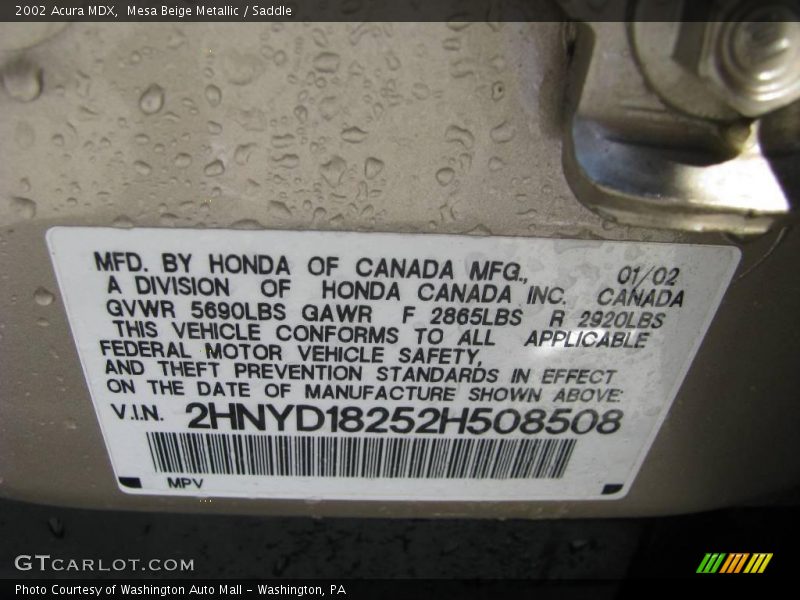 2002 Acura MDX,  Mesa Beige Metallic / Saddle
MFD. BY HONDA OF CANADA MFG., 01/02
A DIVISION OF HONDA CANADA INC. CANADA
GVWR 5690LBS GAWR F 2865LBS R 2920LBS
THIS VEHICLE CONFORMS TO ALL APPLICABLE
FEDERAL MOTOR VEHICLE SAFETY,
AND THEFT PREVENTION STANDARDS IN EFFECT
ON THE DATE OF MANUFACTURE SHOWN ABOVE:
V.I.N. 2HNYD18252H508508
MPV
GTCARLOT.COM
Photo Courtesy of Washington Auto Mall - Washington, PA